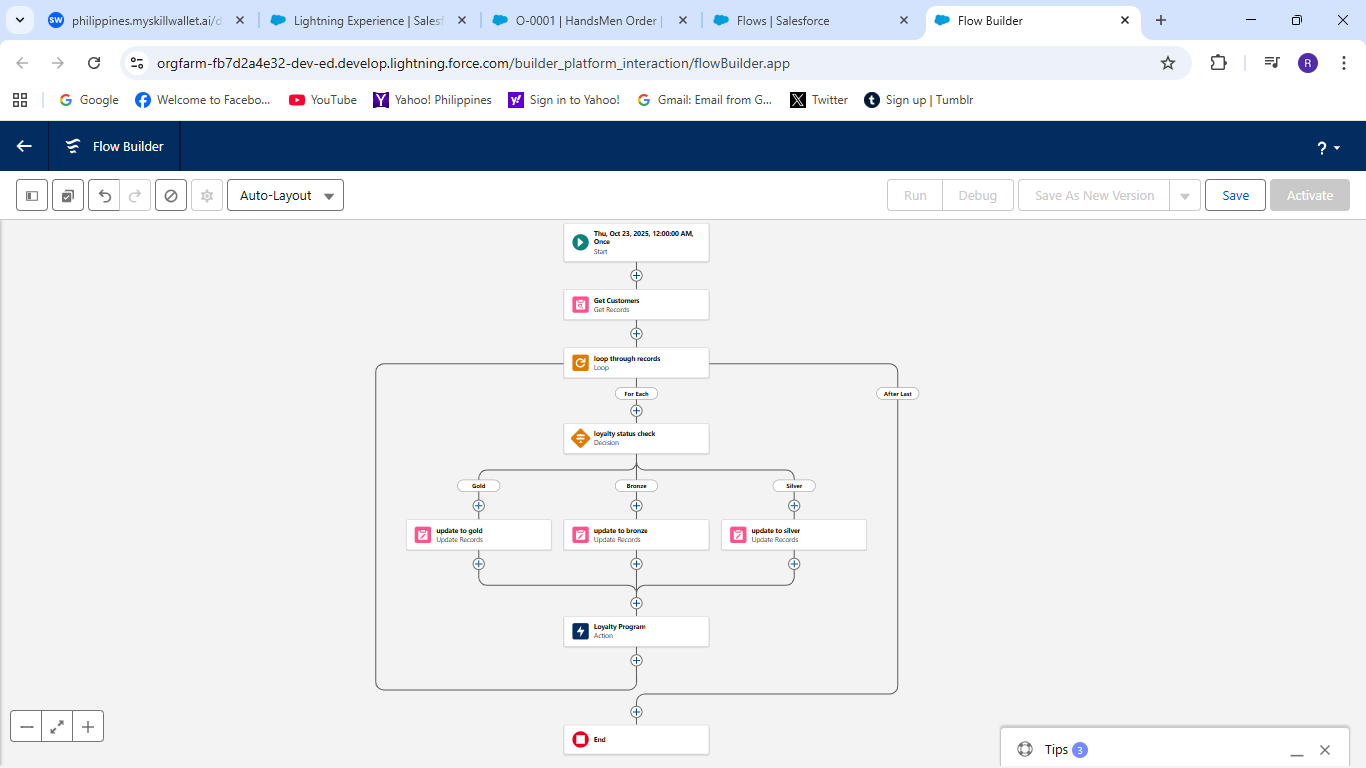 philippines.myskillwallet.ai/d
Lightning Experience | Salesf
O-0001 | HandsMen Order |
Flows | Salesforce
Flow Builder
orgfarm-fb7d2a4e32-dev-ed.develop.lightning.force.com/builder_platform_interaction/flowBuilder.app
R
Google
Welcome to Facebo...
YouTube
Yahoo! Philippines
Sign in to Yahoo!
Gmail: Email from G...
Twitter
Sign up | Tumblr
Flow Builder
?
Auto-Layout
Run
Debug
Save As New Version
Save
Activate
Thu, Oct 23, 2025, 12:00:00 AM,
Once
Start
Get Customers
Get Records
loop through records
Loop
For Each
After Last
loyalty status check
Decision
Gold
Bronze
Silver
update to gold
Update Records
update to bronze
Update Records
update to silver
Update Records
Loyalty Program
Action
End
Tips 3